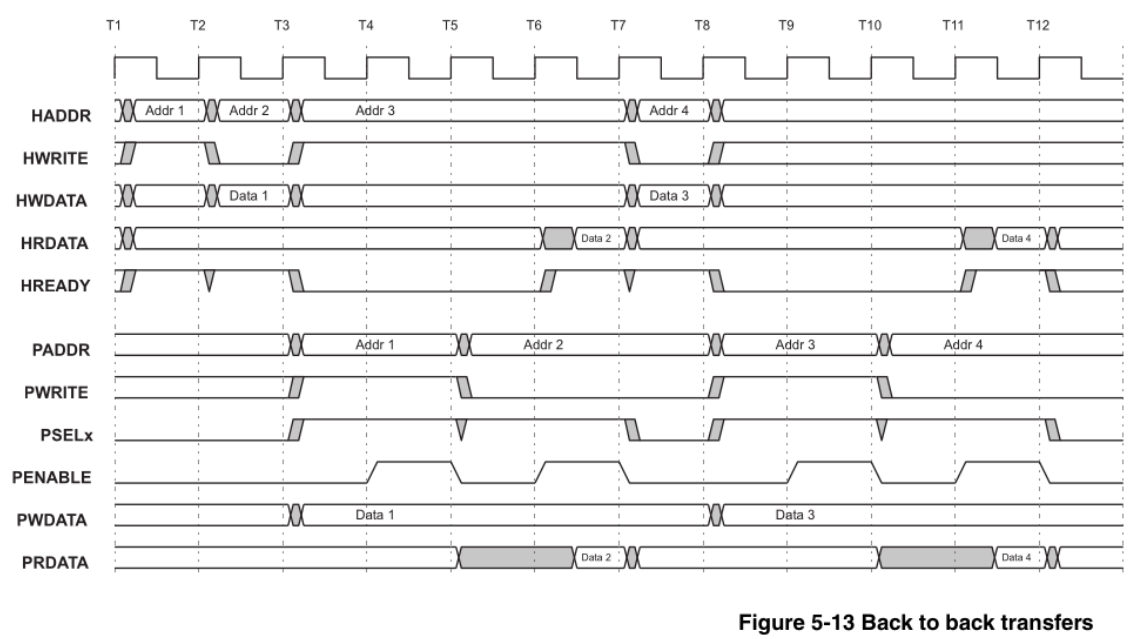 T1 T2 T3 T4 T5 T6 T7 T8 T9 T10 T11 T12
HADDR Addr 1 Addr 2 Addr 3 Addr 4
HWRITE
HWDATA Data 1 Data 3
HRDATA Data 2 Data 4
HREADY
PADDR Addr 1 Addr 2 Addr 3 Addr 4
PWRITE
PSELx
PENABLE
PWDATA Data 1 Data 3
PRDATA Data 2 Data 4
Figure 5-13 Back to back transfers